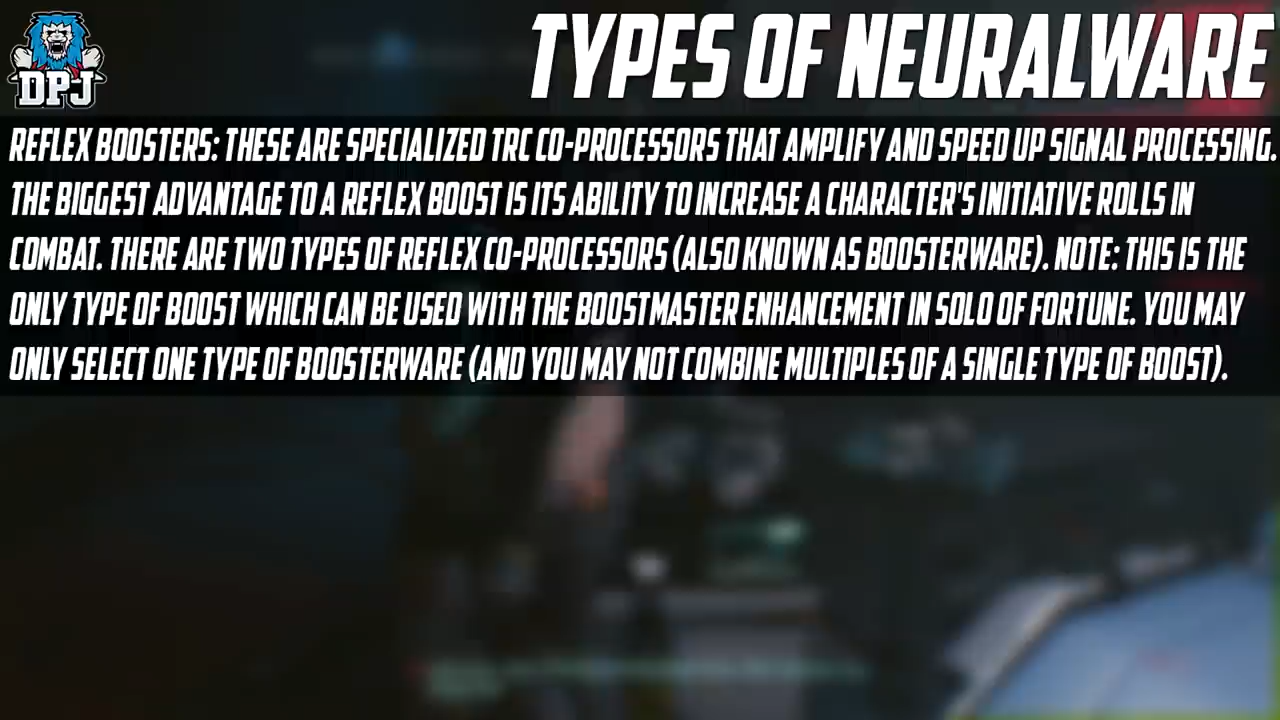 DPJ
TYPES OF NEURALWARE
REFLEX BOOSTERS: THESE ARE SPECIALIZED TRC CO-PROCESSORS THAT AMPLIFY AND SPEED UP SIGNAL PROCESSING.
THE BIGGEST ADVANTAGE TO A REFLEX BOOST IS ITS ABILITY TO INCREASE A CHARACTER'S INITIATIVE ROLLS IN
COMBAT. THERE ARE TWO TYPES OF REFLEX CO-PROCESSORS (ALSO KNOWN AS BOOSTERWARE). NOTE: THIS IS THE
ONLY TYPE OF BOOST WHICH CAN BE USED WITH THE BOOSTMASTER ENHANCEMENT IN SOLO OF FORTUNE. YOU MAY
ONLY SELECT ONE TYPE OF BOOSTERWARE (AND YOU MAY NOT COMBINE MULTIPLES OF A SINGLE TYPE OF BOOST).